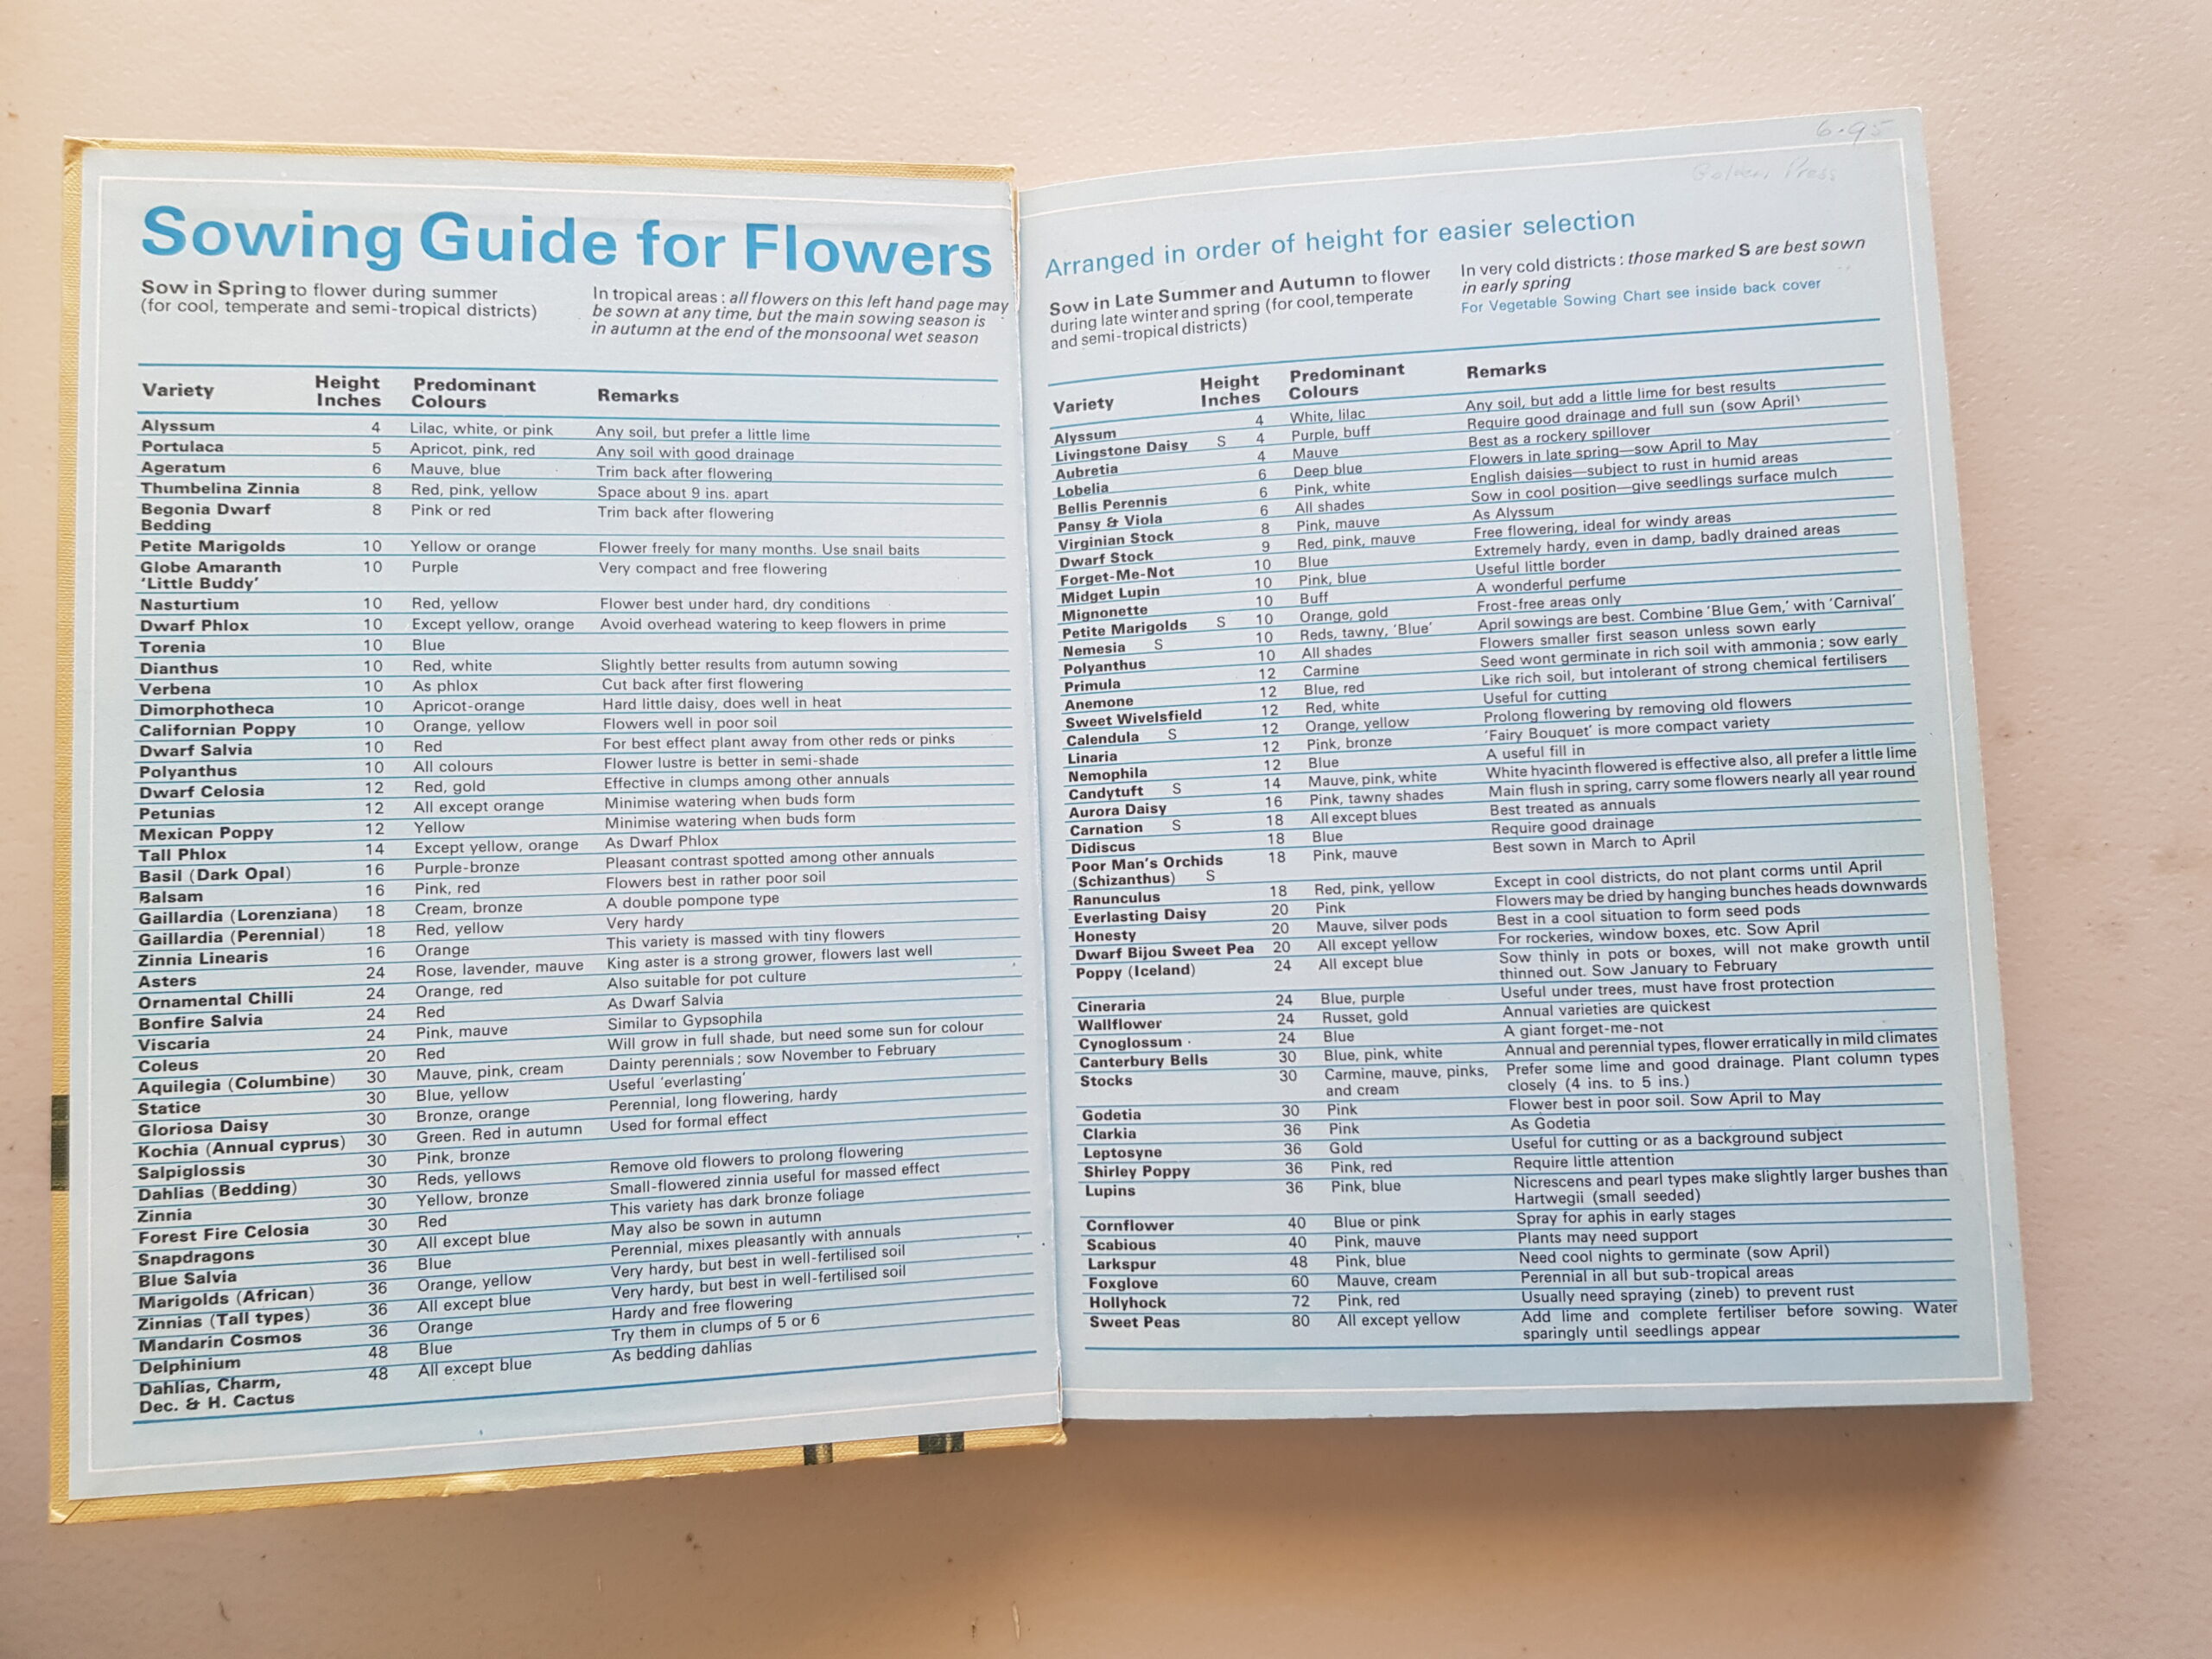 Sowing Guide for Flowers
Sow in Spring to flower during summer
(for cool, temperate and semi-tropical districts)
In tropical areas : all flowers on this left hand page may
be sown at any time, but the main sowing season is
in autumn at the end of the monsoonal wet season
Variety Height Inches Predominant Colours Remarks
Alyssum 4 Lilac, white, or pink Any soil, but prefer a little lime
Portulaca 5 Apricot, pink, red Any soil with good drainage
Ageratum 6 Mauve, blue Trim back after flowering
Thumbelina Zinnia 8 Red, pink, yellow Space about 9 ins. apart
Begonia Dwarf Bedding 8 Pink or red Trim back after flowering
Petite Marigolds 10 Yellow or orange Flower freely for many months. Use snail baits
Globe Amaranth 'Little Buddy' 10 Purple Very compact and free flowering
Nasturtium 10 Red, yellow Flower best under hard, dry conditions
Dwarf Phlox 10 Except yellow, orange Avoid overhead watering to keep flowers in prime
Torenia 10 Blue
Dianthus 10 Red, white Slightly better results from autumn sowing
Verbena 10 As phlox Cut back after first flowering
Dimorphotheca 10 Apricot-orange Hard little daisy, does well in heat
Californian Poppy 10 Orange, yellow Flowers well in poor soil
Dwarf Salvia 10 Red For best effect plant away from other reds or pinks
Polyanthus 10 All colours Flower lustre is better in semi-shade
Dwarf Celosia 12 Red, gold Effective in clumps among other annuals
Petunias 12 All except orange Minimise watering when buds form
Mexican Poppy 12 Yellow Minimise watering when buds form
Tall Phlox 14 Except yellow, orange As Dwarf Phlox
Basil (Dark Opal) 16 Purple-bronze Pleasant contrast spotted among other annuals
Balsam 16 Pink, red Flowers best in rather poor soil
Gaillardia (Lorenziana) 18 Cream, bronze A double pompone type
Gaillardia (Perennial) 18 Red, yellow Very hardy
Zinnia Linearis 16 Orange This variety is massed with tiny flowers
Asters 24 Rose, lavender, mauve King aster is a strong grower, flowers last well
Ornamental Chilli 24 Orange, red Also suitable for pot culture
Bonfire Salvia 24 Red As Dwarf Salvia
Viscaria 24 Pink, mauve Similar to Gypsophila
Coleus 20 Red Will grow in full shade, but need some sun for colour
Aquilegia (Columbine) 30 Mauve, pink, cream Dainty perennials ; sow November to February
Statice 30 Blue, yellow Useful 'everlasting'
Gloriosa Daisy 30 Bronze, orange Perennial, long flowering, hardy
Kochia (Annual cyprus) 30 Green. Red in autumn Used for formal effect
Salpiglossis 30 Pink, bronze
Dahlias (Bedding) 30 Reds, yellows Remove old flowers to prolong flowering
Zinnia 30 Yellow, bronze Small-flowered zinnia useful for massed effect
Forest Fire Celosia 30 Red This variety has dark bronze foliage
Snapdragons 30 All except blue May also be sown in autumn
Blue Salvia 36 Blue Perennial, mixes pleasantly with annuals
Marigolds (African) 36 Orange, yellow Very hardy, but best in well-fertilised soil
Zinnias (Tall types) 36 All except blue Very hardy, but best in well-fertilised soil
Mandarin Cosmos 36 Orange Hardy and free flowering
Delphinium 48 Blue Try them in clumps of 5 or 6
Dahlias, Charm, Dec. & H. Cactus 48 All except blue As bedding dahlias
6.95
Golden Press
Arranged in order of height for easier selection
Sow in Late Summer and Autumn to flower
during late winter and spring (for cool, temperate
and semi-tropical districts)
In very cold districts : those marked S are best sown
in early spring
For Vegetable Sowing Chart see inside back cover
Variety Height Inches Predominant Colours Remarks
Alyssum 4 White, lilac Any soil, but add a little lime for best results
Livingstone Daisy S 4 Purple, buff Require good drainage and full sun (sow April)
Aubretia 4 Mauve Best as a rockery spillover
Lobelia 6 Deep blue Flowers in late spring—sow April to May
Bellis Perennis 6 Pink, white English daisies—subject to rust in humid areas
Pansy & Viola 6 All shades Sow in cool position—give seedlings surface mulch
Virginian Stock 8 Pink, mauve As Alyssum
Dwarf Stock 9 Red, pink, mauve Free flowering, ideal for windy areas
Forget-Me-Not 10 Blue Extremely hardy, even in damp, badly drained areas
Midget Lupin 10 Pink, blue Useful little border
Mignonette 10 Buff A wonderful perfume
Petite Marigolds S 10 Orange, gold Frost-free areas only
Nemesia S 10 Reds, tawny, 'Blue' April sowings are best. Combine 'Blue Gem,' with 'Carnival'
Polyanthus 10 All shades Flowers smaller first season unless sown early
Primula 12 Carmine Seed wont germinate in rich soil with ammonia ; sow early
Anemone 12 Blue, red Like rich soil, but intolerant of strong chemical fertilisers
Sweet Wivelsfield 12 Red, white Useful for cutting
Calendula S 12 Orange, yellow Prolong flowering by removing old flowers
Linaria 12 Pink, bronze 'Fairy Bouquet' is more compact variety
Nemophila 12 Blue A useful fill in
Candytuft S 14 Mauve, pink, white White hyacinth flowered is effective also, all prefer a little lime
Aurora Daisy 16 Pink, tawny shades Main flush in spring, carry some flowers nearly all year round
Carnation S 18 All except blues Best treated as annuals
Didiscus 18 Blue Require good drainage
Poor Man's Orchids (Schizanthus) S 18 Pink, mauve Best sown in March to April
Ranunculus 18 Red, pink, yellow Except in cool districts, do not plant corms until April
Everlasting Daisy 20 Pink Flowers may be dried by hanging bunches heads downwards
Honesty 20 Mauve, silver pods Best in a cool situation to form seed pods
Dwarf Bijou Sweet Pea 20 All except yellow For rockeries, window boxes, etc. Sow April
Poppy (Iceland) 24 All except blue Sow thinly in pots or boxes, will not make growth until
thinned out. Sow January to February
Cineraria 24 Blue, purple Useful under trees, must have frost protection
Wallflower 24 Russet, gold Annual varieties are quickest
Cynoglossum 24 Blue A giant forget-me-not
Canterbury Bells 30 Blue, pink, white Annual and perennial types, flower erratically in mild climates
Stocks 30 Carmine, mauve, pinks, Prefer some lime and good drainage. Plant column types
and cream closely (4 ins. to 5 ins.)
Godetia 30 Pink Flower best in poor soil. Sow April to May
Clarkia 36 Pink As Godetia
Leptosyne 36 Gold Useful for cutting or as a background subject
Shirley Poppy 36 Pink, red Require little attention
Lupins 36 Pink, blue Nicrescens and pearl types make slightly larger bushes than
Hartwegii (small seeded)
Cornflower 40 Blue or pink Spray for aphis in early stages
Scabious 40 Pink, mauve Plants may need support
Larkspur 48 Pink, blue Need cool nights to germinate (sow April)
Foxglove 60 Mauve, cream Perennial in all but sub-tropical areas
Hollyhock 72 Pink, red Usually need spraying (zineb) to prevent rust
Sweet Peas 80 All except yellow Add lime and complete fertiliser before sowing. Water
sparingly until seedlings appear